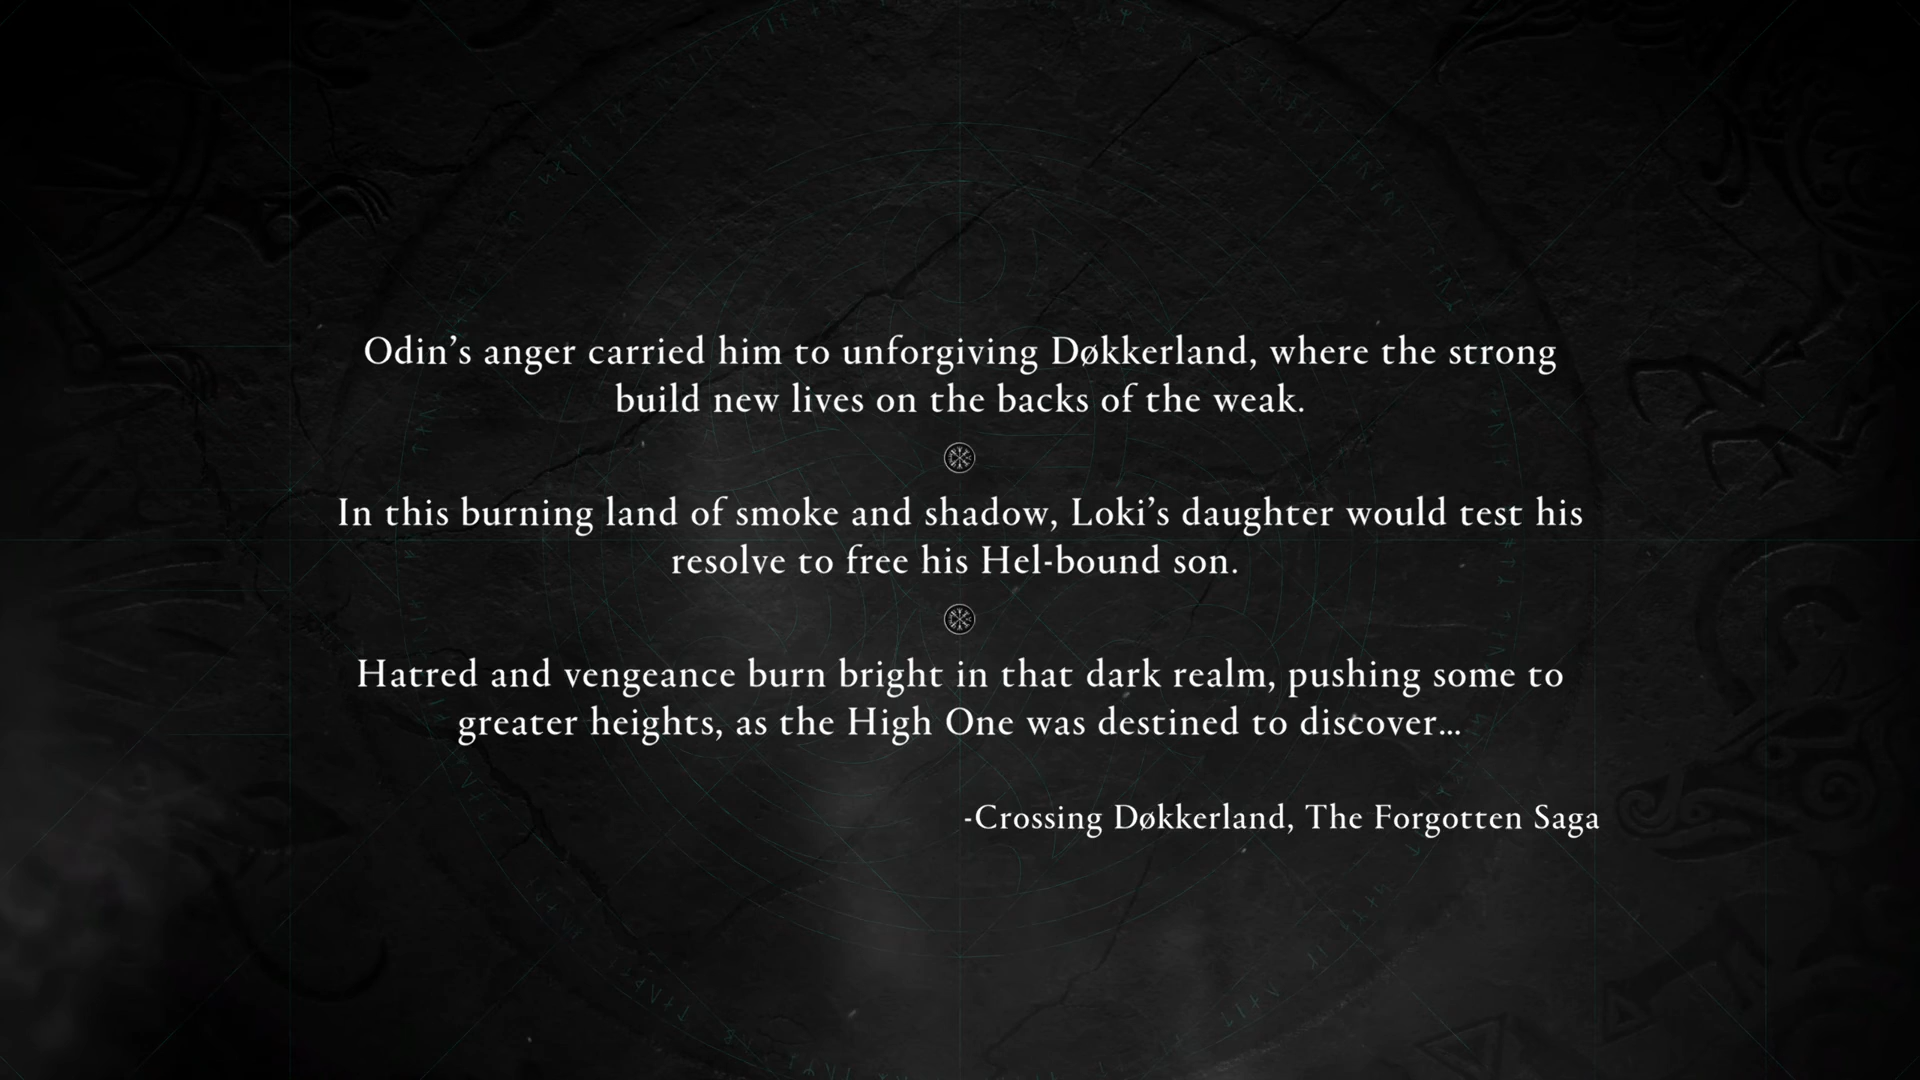 Odin’s anger carried him to unforgiving Døkkerland, where the strong
build new lives on the backs of the weak.
In this burning land of smoke and shadow, Loki’s daughter would test his
resolve to free his Hel-bound son.
Hatred and vengeance burn bright in that dark realm, pushing some to
greater heights, as the High One was destined to discover...
-Crossing Døkkerland, The Forgotten Saga